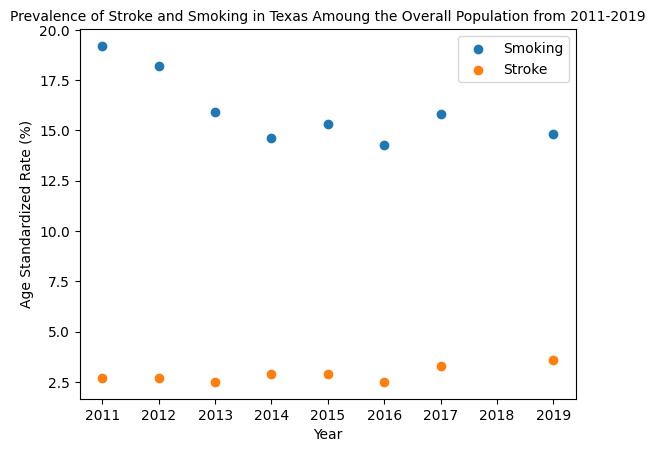 Prevalence of Stroke and Smoking in Texas Amoung the Overall Population from 2011-2019
20.0
Smoking
Stroke
17.5
15.0
12.5
10.0
7.5
5.0
2.5
Age Standardized Rate (%)
2011 2012 2013 2014 2015 2016 2017 2018 2019
Year